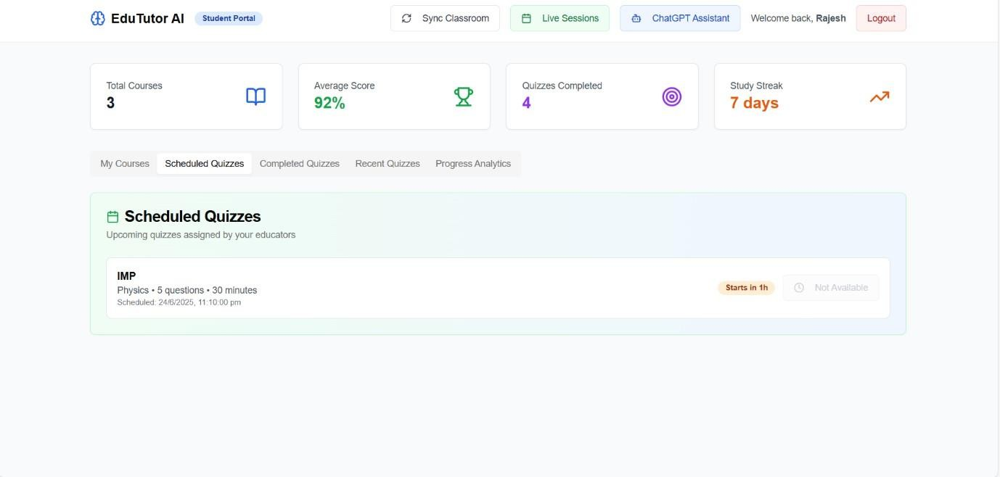 EduTutor AI Student Portal Sync Classroom Live Sessions ChatGPT Assistant Welcome back, Rajesh Logout
Total Courses
3
Average Score
92%
Quizzes Completed
4
Study Streak
7 days
My Courses Scheduled Quizzes Completed Quizzes Recent Quizzes Progress Analytics
Scheduled Quizzes
Upcoming quizzes assigned by your educators
IMP
Physics • 5 questions • 30 minutes
Scheduled: 24/6/2025, 11:10:00 pm
Starts in 1h Not Available